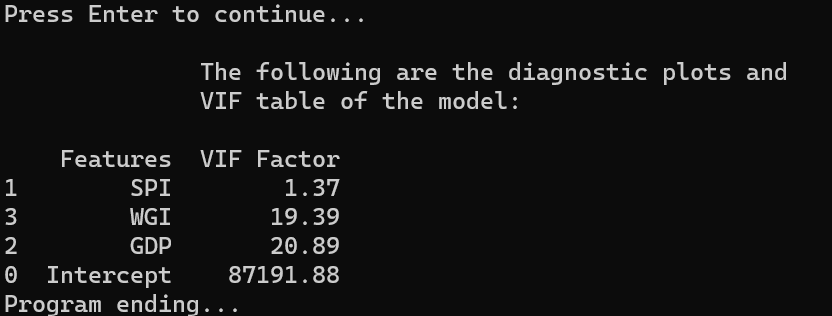 Press Enter to continue...
The following are the diagnostic plots and
VIF table of the model:
Features VIF Factor
1 SPI 1.37
3 WGI 19.39
2 GDP 20.89
0 Intercept 87191.88
Program ending...